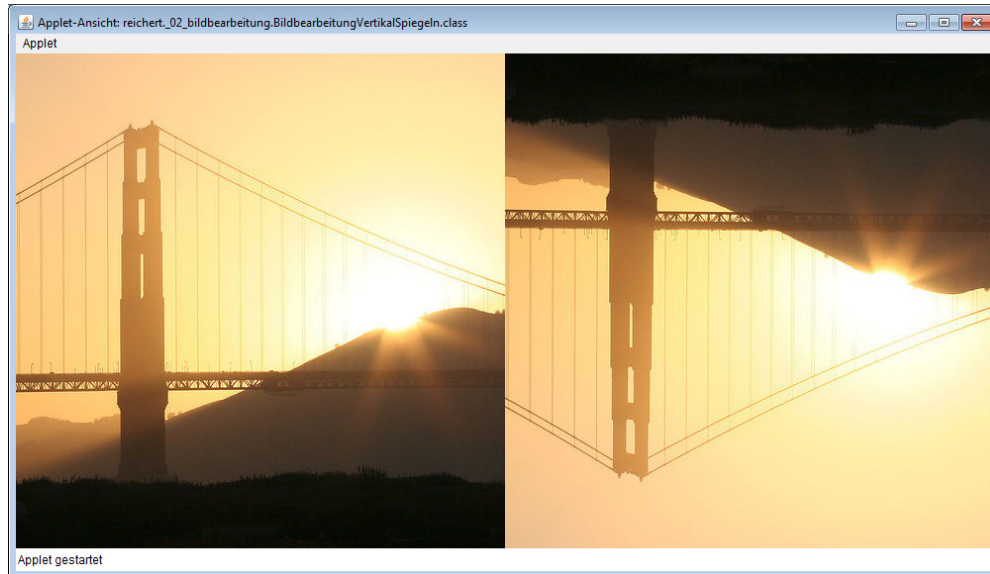 Applet-Ansicht: reichert._02_bildbearbeitung.BildbearbeitungVertikalSpiegeln.class
Applet
Applet gestartet